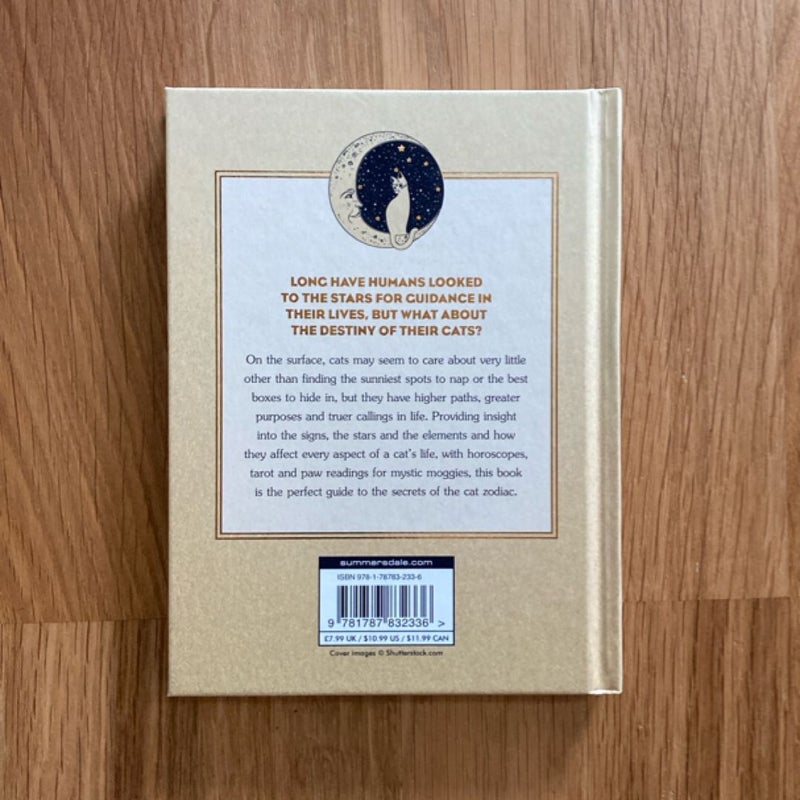 LONG HAVE HUMANS LOOKED
TO THE STARS FOR GUIDANCE IN
THEIR LIVES, BUT WHAT ABOUT
THE DESTINY OF THEIR CATS?
On the surface, cats may seem to care about very little
other than finding the sunniest spots to nap or the best
boxes to hide in, but they have higher paths, greater
purposes and truer callings in life. Providing insight
into the signs, the stars and the elements and how
they affect every aspect of a cat's life, with horoscopes,
tarot and paw readings for mystic moggies, this book
is the perfect guide to the secrets of the cat zodiac.
summersdale.com
ISBN 978-1-78783-233-6
9 781787 832336 >
£7.99 UK / $10.99 US / $11.99 CAN
Cover images © Shutterstock.com